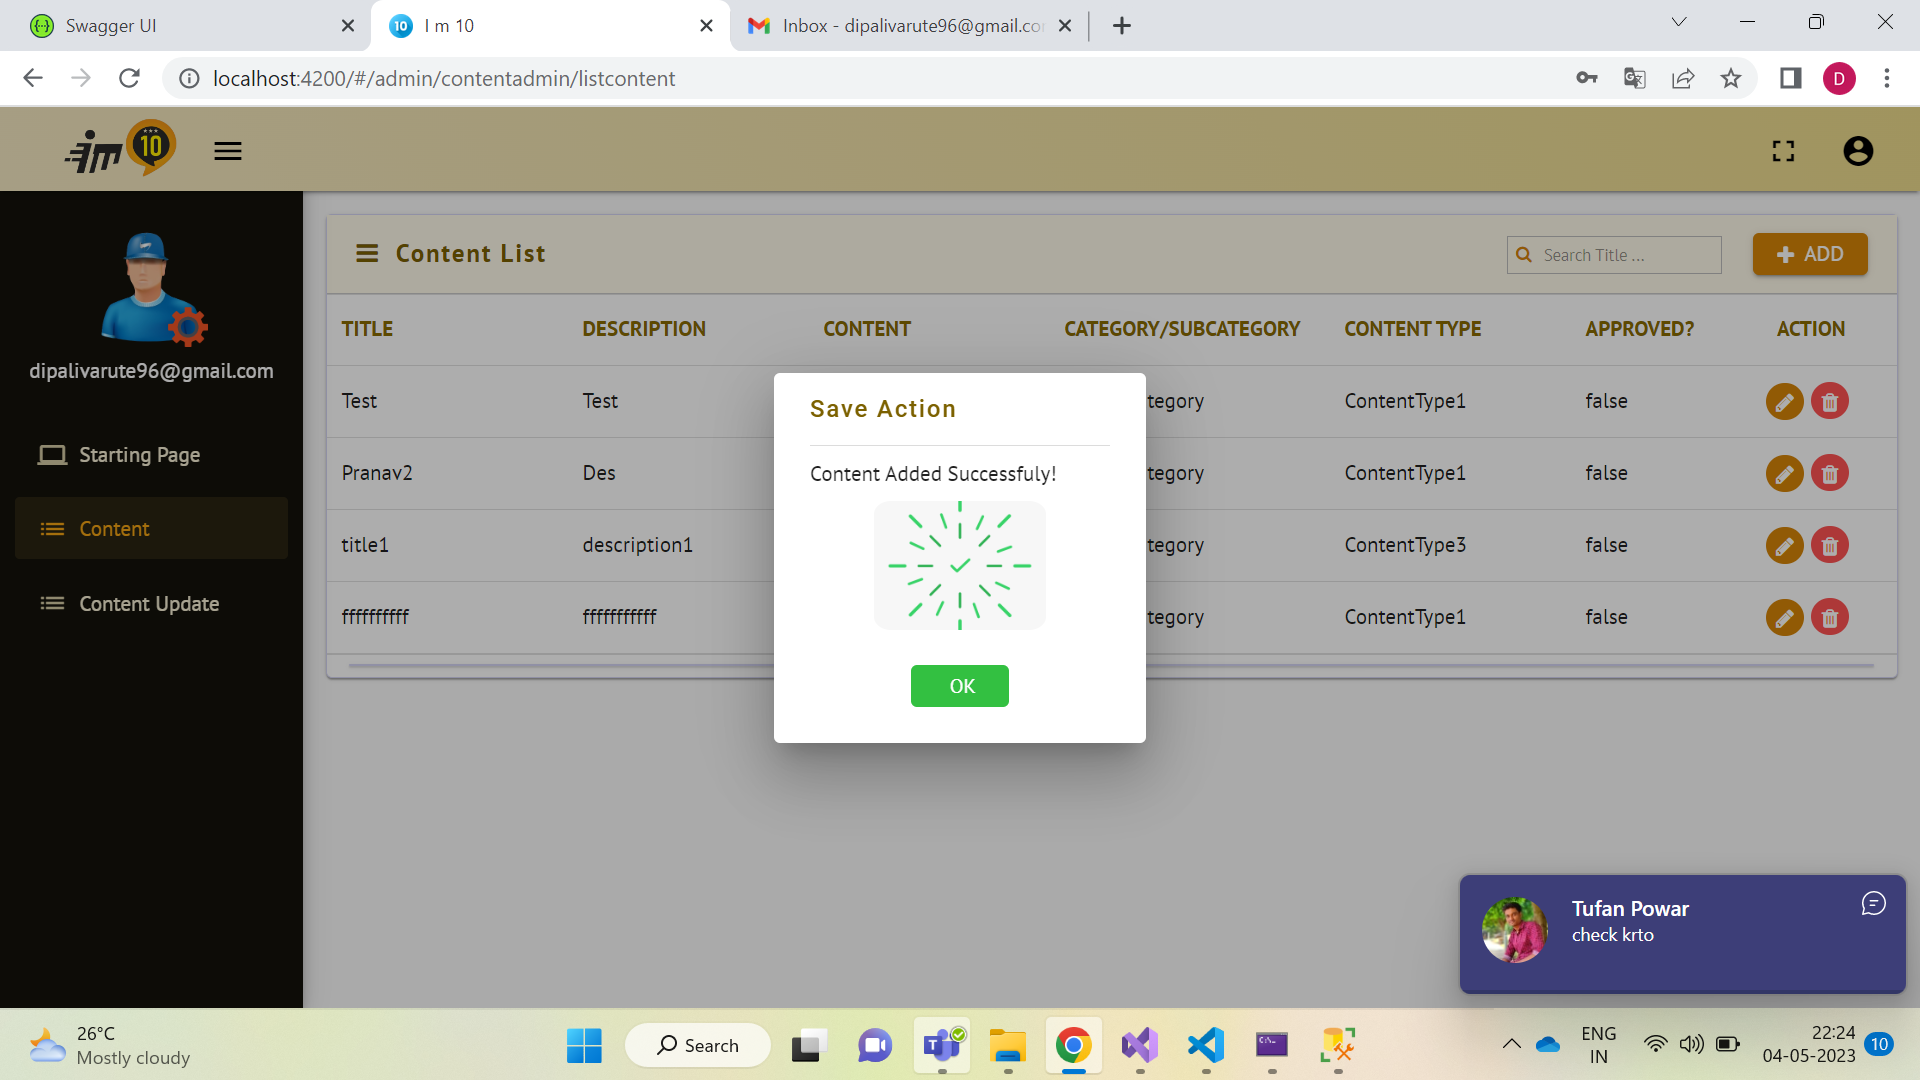 Swagger UI
10
I m 10
Inbox - dipalivarute96@gmail.co
localhost:4200/#/admin/contentadmin/listcontent
D
im 10
dipalivarute96@gmail.com
Starting Page
Content
Content Update
Content List
Search Title ...
ADD
TITLE DESCRIPTION CONTENT CATEGORY/SUBCATEGORY CONTENT TYPE APPROVED? ACTION
Test Test tegory ContentType1 false
Pranav2 Des tegory ContentType1 false
title1 description1 tegory ContentType3 false
ffffffffff fffffffffff tegory ContentType1 false
Save Action
Content Added Successfuly!
OK
Tufan Powar
check krto
26°C
Mostly cloudy
Search
T
C:\_
ENG
IN
22:24
04-05-2023
10